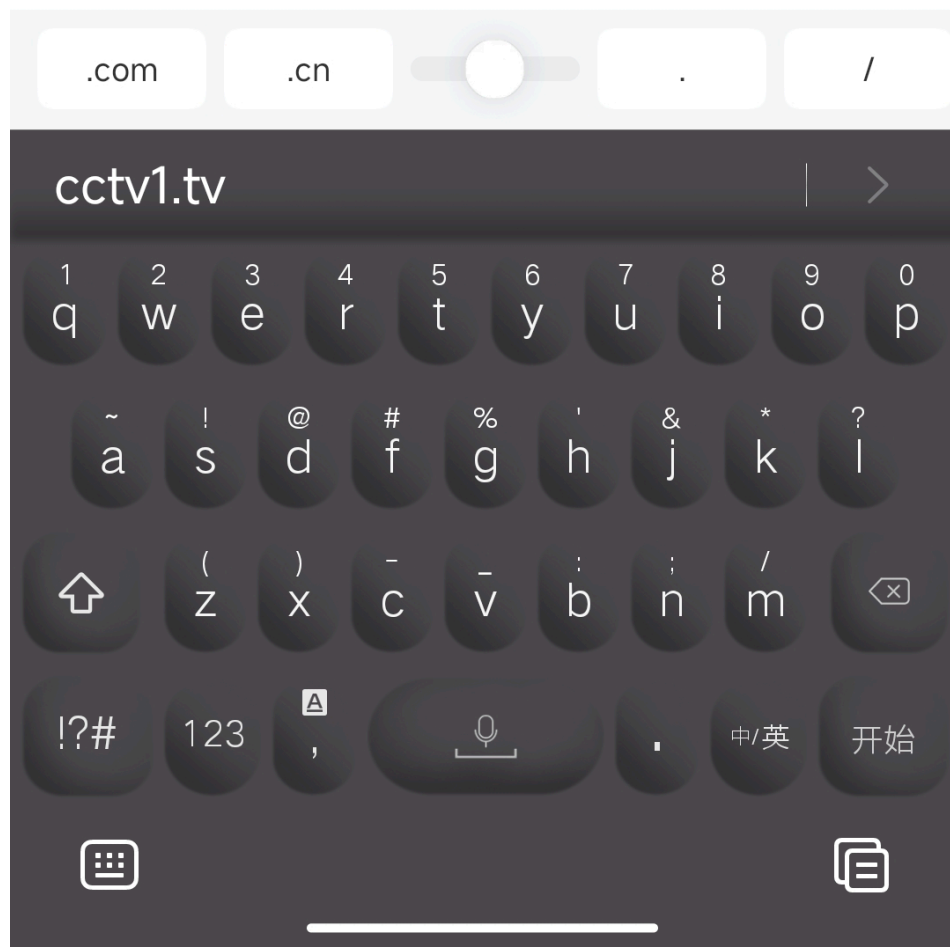 .com .cn . /
cctv1.tv
1 2 3 4 5 6 7 8 9 0
q w e r t y u i o p
~ ! @ # % ' & * ?
a s d f g h j k l
( ) – _ : ; /
z x c v b n m
A
!?# 123 , . 中/英 开始